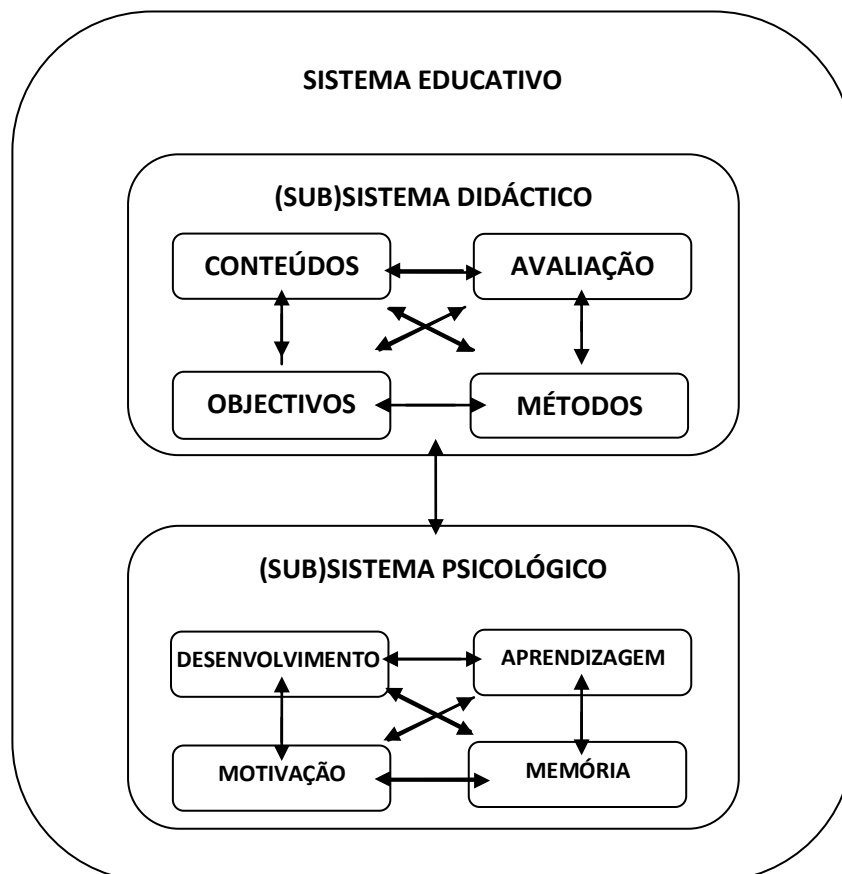 SISTEMA EDUCATIVO
(SUB)SISTEMA DIDÁCTICO
CONTEÚDOS
AVALIAÇÃO
OBJECTIVOS
MÉTODOS
(SUB)SISTEMA PSICOLÓGICO
DESENVOLVIMENTO
APRENDIZAGEM
MOTIVAÇÃO
MEMÓRIA